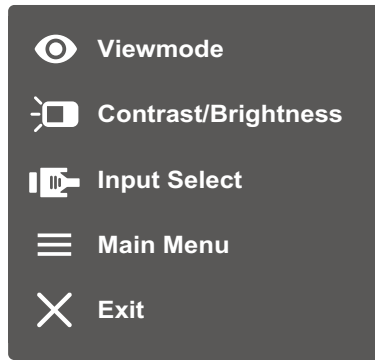 Viewmode
Contrast/Brightness
Input Select
Main Menu
Exit